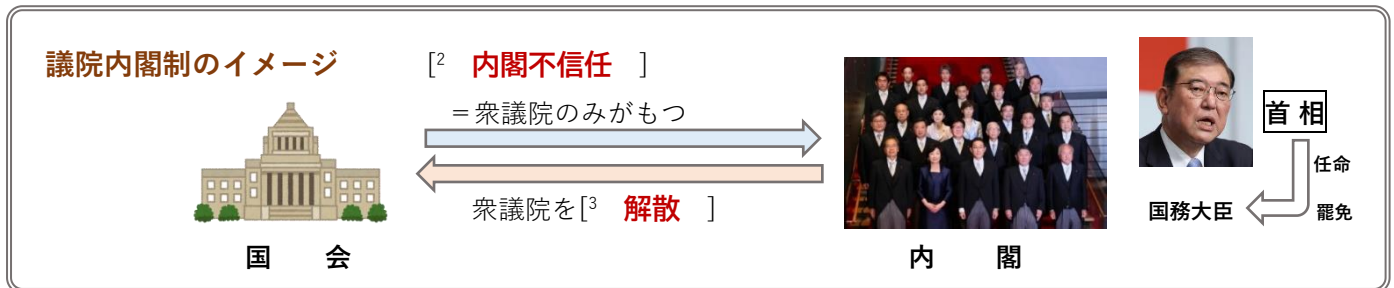 議院内閣制のイメージ
[² 内閣不信任 ]
＝衆議院のみがもつ
衆議院を[³ 解散 ]
国 会
内 閣
首 相
任命
国務大臣
罷免